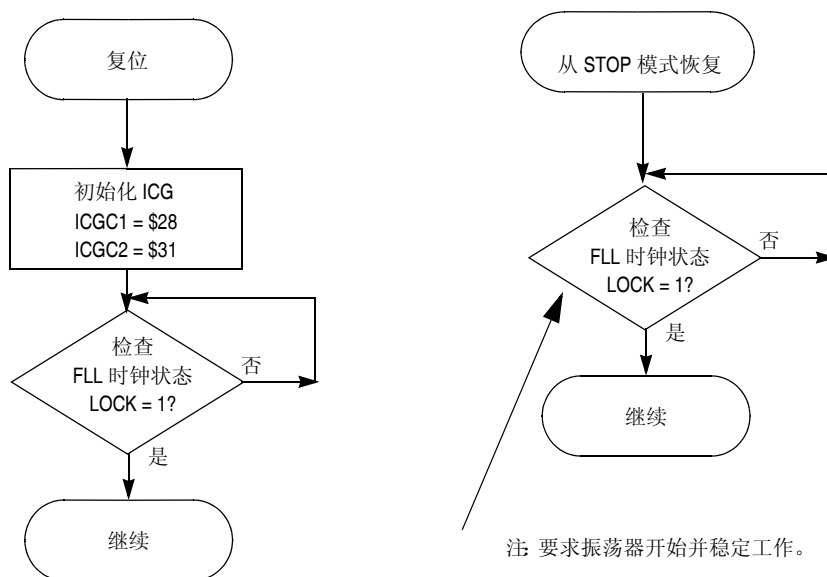 复位
初始化 ICG
ICGC1 = $28
ICGC2 = $31
检查
FLL 时钟状态
LOCK = 1?
否
是
继续
从 STOP 模式恢复
检查
FLL 时钟状态
LOCK = 1?
否
是
继续
注: 要求振荡器开始并稳定工作。